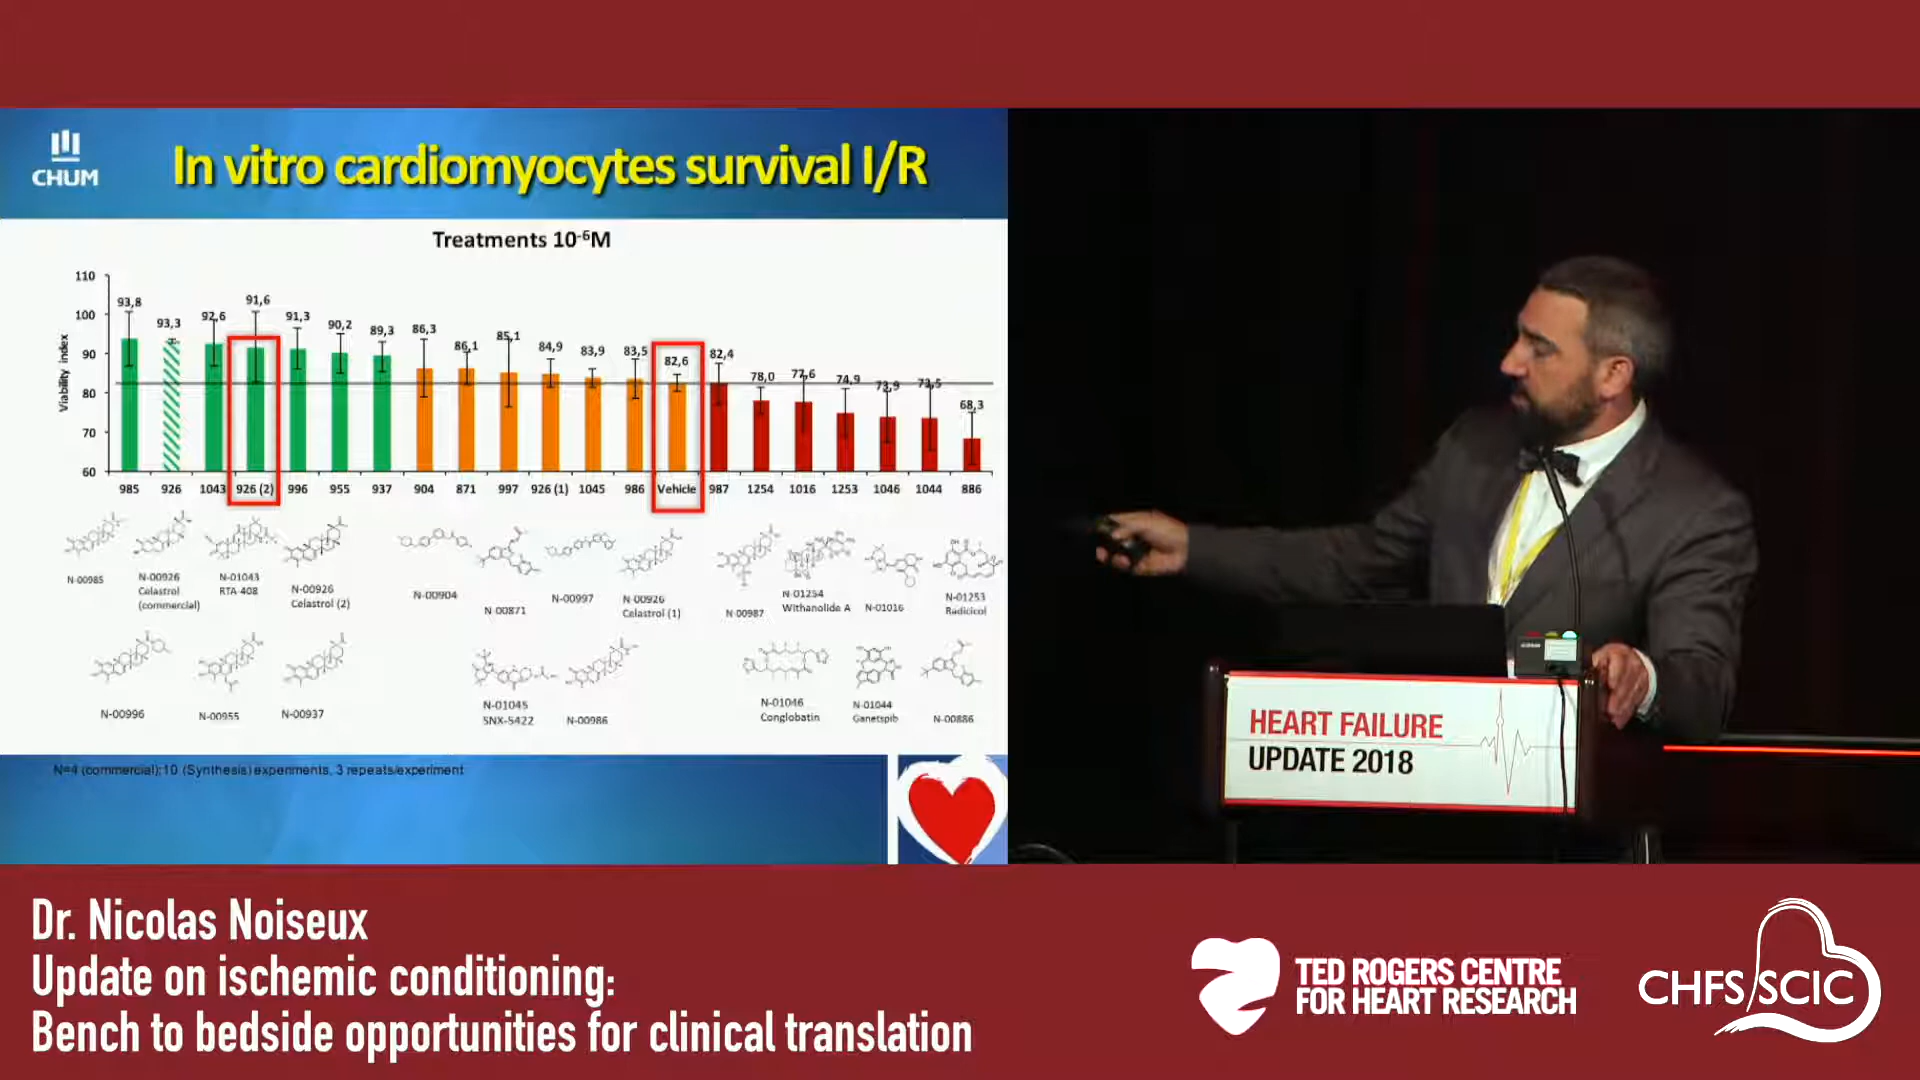 CHUM
In vitro cardiomyocytes survival I/R
Treatments 10⁻⁶M
Viability index
110
100
90
80
70
60
93,8
93,3
92,6
91,6
91,3
90,2
89,3
86,3
86,1
85,1
84,9
83,9
83,5
82,6
82,4
78,0
77,6
74,9
73,9
73,5
68,3
985 926 1043 926 (2) 996 955 937 904 871 997 926 (1) 1045 986 Vehicle 987 1254 1016 1253 1046 1044 886
N-00985
N-00926
Celastrol
(commercial)
N-01043
RTA 408
N-00926
Celastrol (2)
N-00904
N-00871
N-00997
N-00926
Celastrol (1)
N-00987
N-01254
Withanolide A
N-01016
N-01253
Radicicol
N-00996
N-00955
N-00937
N-01045
SNX-5422
N-00986
N-01046
Conglobatin
N-01044
Ganetspib
N-00886
N=4 (commercial);10 (Synthesis) experiments, 3 repeats/experiment
HEART FAILURE
UPDATE 2018
Dr. Nicolas Noiseux
Update on ischemic conditioning:
Bench to bedside opportunities for clinical translation
TED ROGERS CENTRE
FOR HEART RESEARCH
CHFS/SCIC